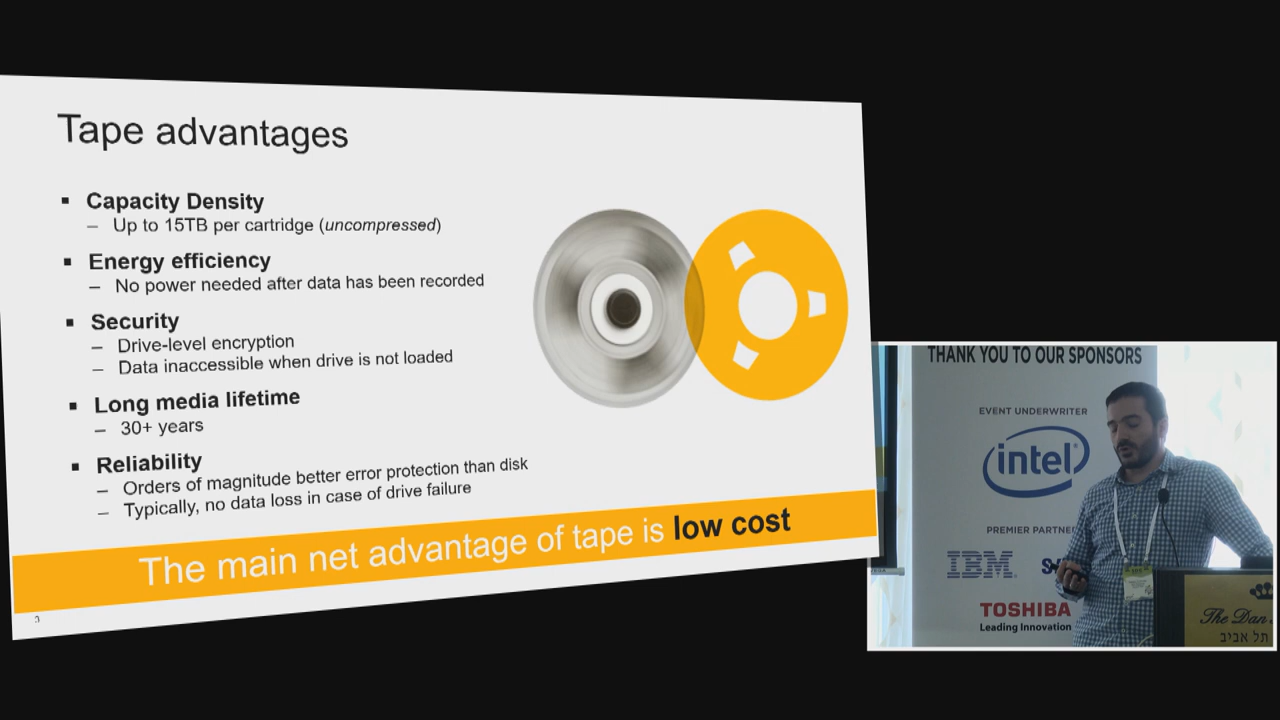 Tape advantages
▪ Capacity Density
– Up to 15TB per cartridge (uncompressed)
▪ Energy efficiency
– No power needed after data has been recorded
▪ Security
– Drive-level encryption
– Data inaccessible when drive is not loaded
▪ Long media lifetime
– 30+ years
▪ Reliability
– Orders of magnitude better error protection than disk
– Typically, no data loss in case of drive failure
The main net advantage of tape is low cost
3
THANK YOU TO OUR SPONSORS
EVENT UNDERWRITER
intel
PREMIER PARTNE
IBM
TOSHIBA
Leading Innovation
The Dan
תל אביב